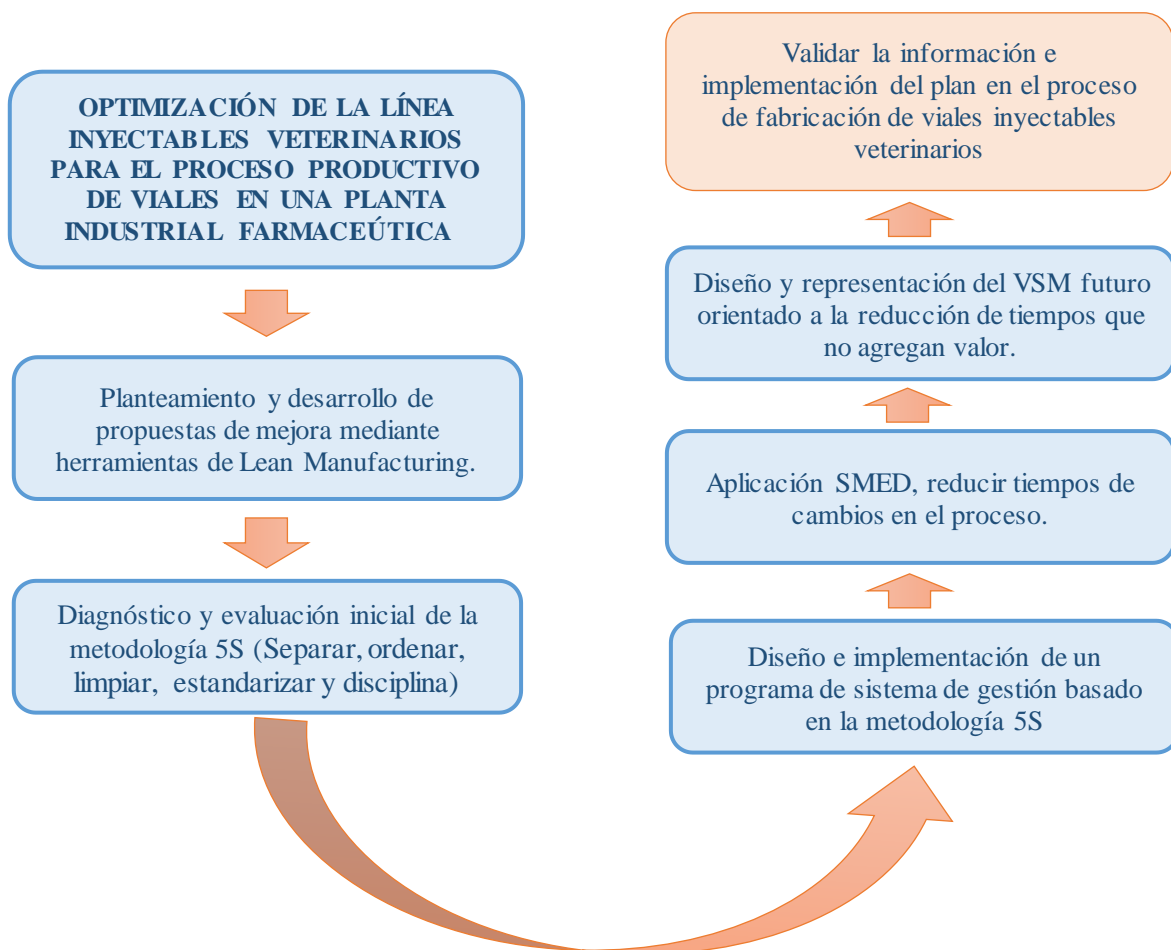 OPTIMIZACIÓN DE LA LÍNEA
INYECTABLES VETERINARIOS
PARA EL PROCESO PRODUCTIVO
DE VIALES EN UNA PLANTA
INDUSTRIAL FARMACEÚTICA
Planteamiento y desarrollo de
propuestas de mejora mediante
herramientas de Lean Manufacturing.
Diagnóstico y evaluación inicial de la
metodología 5S (Separar, ordenar,
limpiar, estandarizar y disciplina)
Diseño e implementación de un
programa de sistema de gestión basado
en la metodología 5S
Aplicación SMED, reducir tiempos de
cambios en el proceso.
Diseño y representación del VSM futuro
orientado a la reducción de tiempos que
no agregan valor.
Validar la información e
implementación del plan en el proceso
de fabricación de viales inyectables
veterinarios